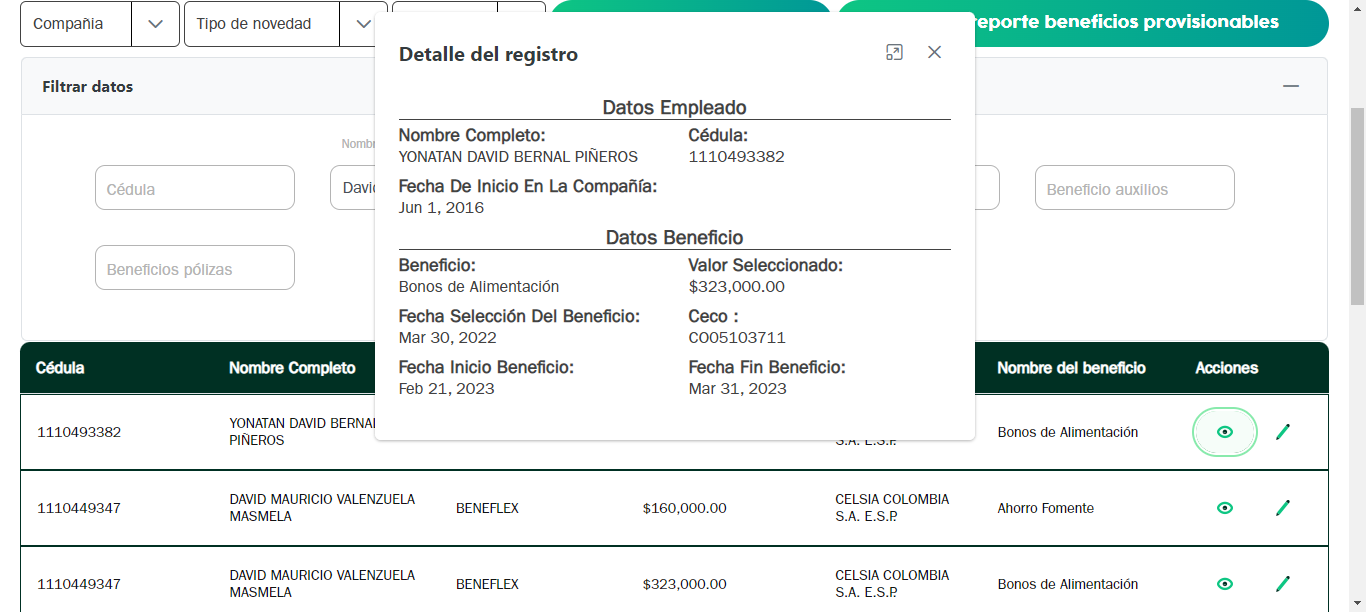 Compañia
Tipo de novedad
reporte beneficios provisionables
Filtrar datos
Cédula
Beneficio auxilios
Beneficios pólizas
Detalle del registro
Datos Empleado
Nombre Completo: Cédula:
YONATAN DAVID BERNAL PIÑEROS 1110493382
Fecha De Inicio En La Compañía:
Jun 1, 2016
Datos Beneficio
Beneficio: Valor Seleccionado:
Bonos de Alimentación $323,000.00
Fecha Selección Del Beneficio: Ceco :
Mar 30, 2022 CO05103711
Fecha Inicio Beneficio: Fecha Fin Beneficio:
Feb 21, 2023 Mar 31, 2023
Cédula Nombre Completo Nombre del beneficio Acciones
1110493382 YONATAN DAVID BERNAL Bonos de Alimentación
PIÑEROS S.A. E.S.P.
1110449347 DAVID MAURICIO VALENZUELA BENEFLEX $160,000.00 CELSIA COLOMBIA Ahorro Fomente
MASMELA S.A. E.S.P.
1110449347 DAVID MAURICIO VALENZUELA BENEFLEX $323,000.00 CELSIA COLOMBIA Bonos de Alimentación
MASMELA S.A. E.S.P.